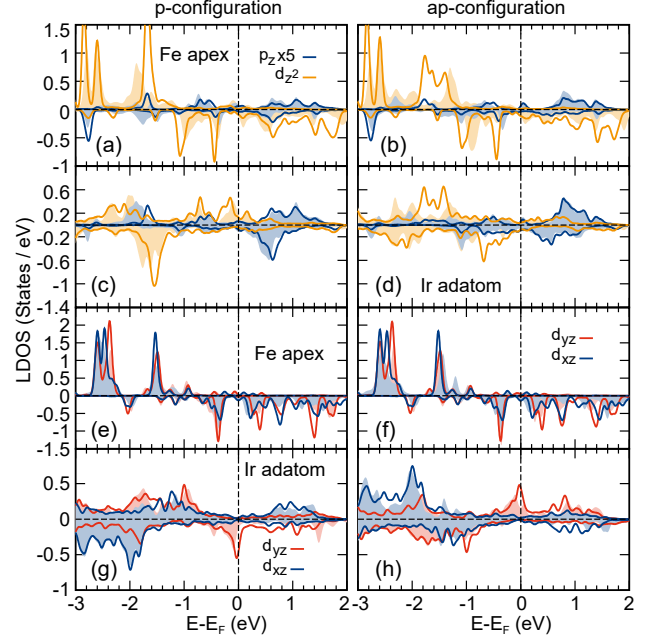 p-configuration ap-configuration
1.5
1
0.5
0
-0.5
-1
Fe apex
p_z x5
d_z²
(a) (b)
0.6
0.2
-0.2
-0.6
-1
-1.4
(c) (d)
Ir adatom
LDOS (States / eV)
2
1.5
1
0.5
0
-0.5
-1
-1.5
Fe apex
d_yz
d_xz
(e) (f)
1
0.5
0
-0.5
-1
Ir adatom
d_yz
d_xz
(g) (h)
-3 -2 -1 0 1 2 -3 -2 -1 0 1 2
E-E_F (eV) E-E_F (eV)